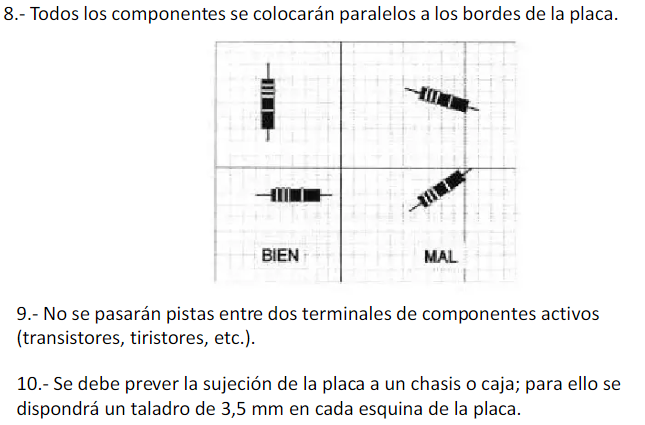 8.- Todos los componentes se colocarán paralelos a los bordes de la placa.
BIEN
MAL
9.- No se pasarán pistas entre dos terminales de componentes activos
(transistores, tiristores, etc.).
10.- Se debe prever la sujeción de la placa a un chasis o caja; para ello se
dispondrá un taladro de 3,5 mm en cada esquina de la placa.